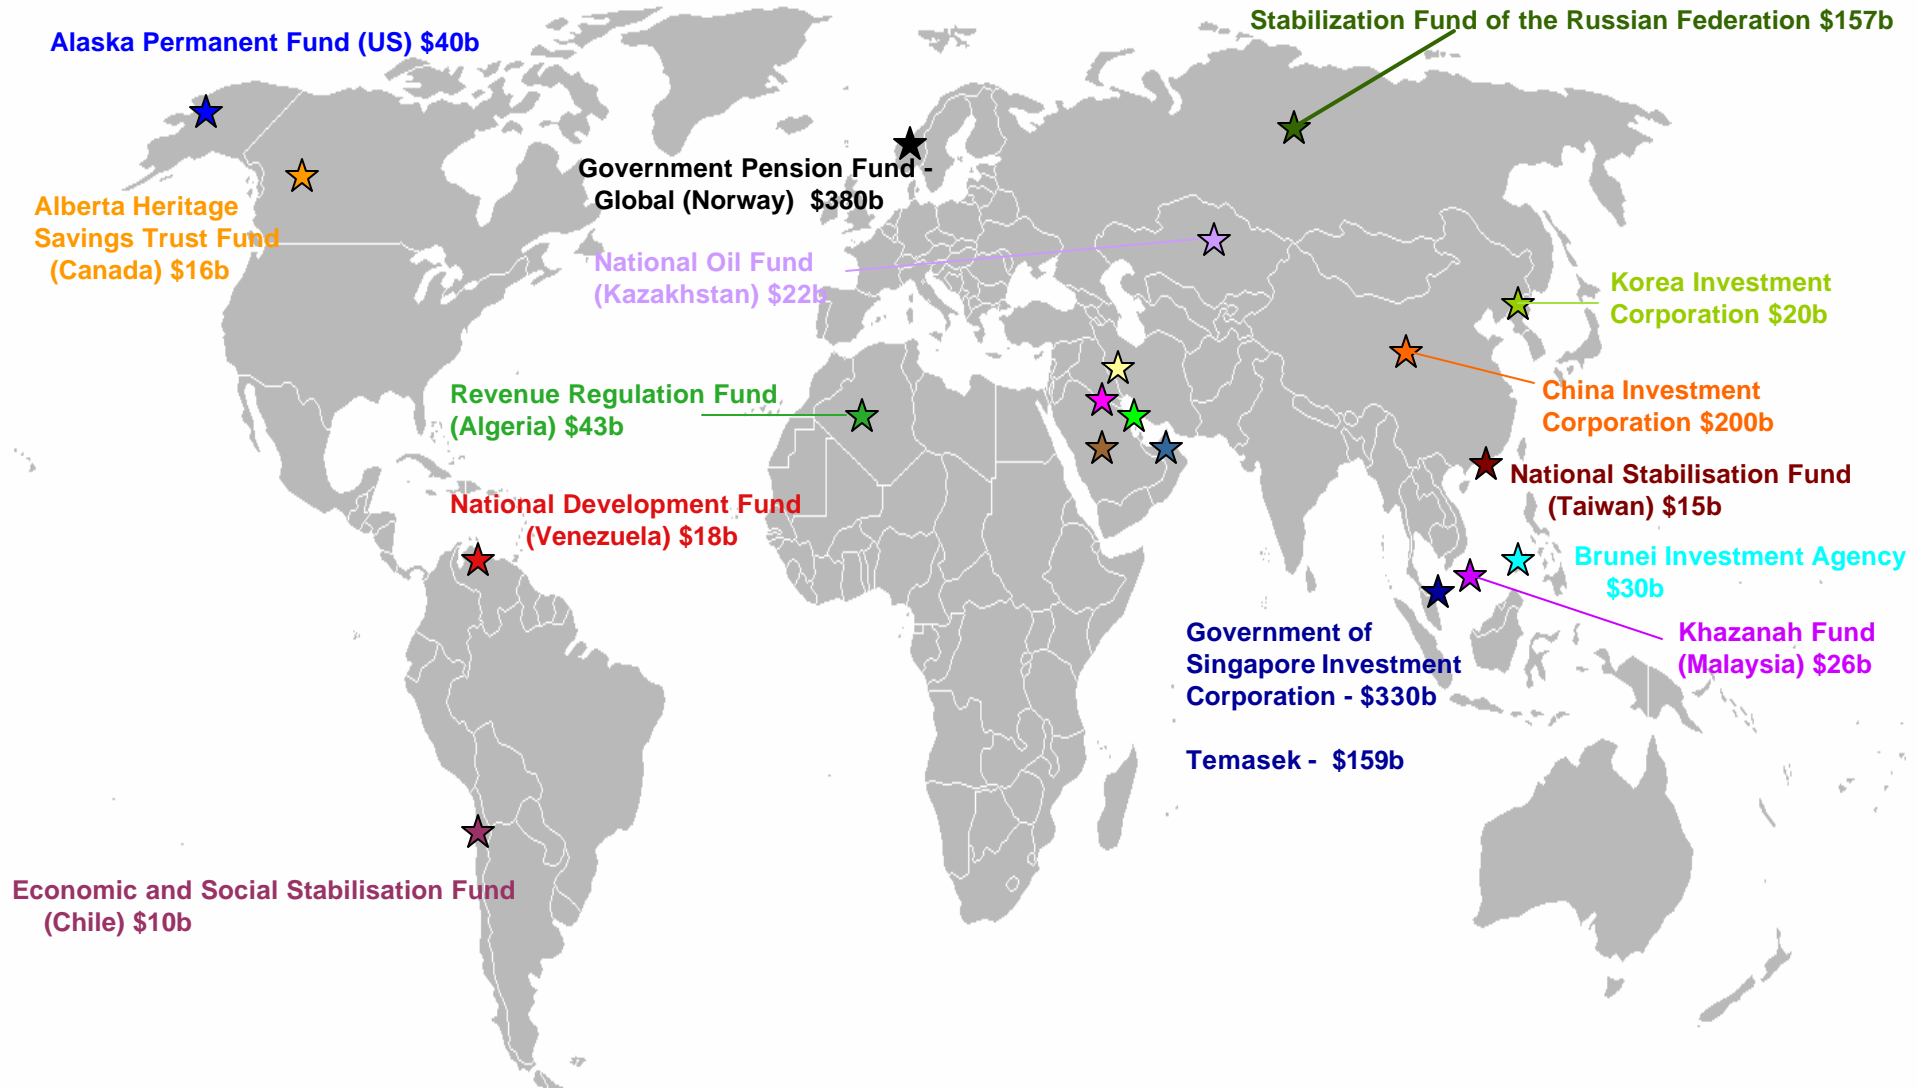 Stabilization Fund of the Russian Federation $157b
Alaska Permanent Fund (US) $40b
Government Pension Fund -
Global (Norway) $380b
Alberta Heritage
Savings Trust Fund
(Canada) $16b
National Oil Fund
(Kazakhstan) $22b
Korea Investment
Corporation $20b
Revenue Regulation Fund
(Algeria) $43b
China Investment
Corporation $200b
National Stabilisation Fund
(Taiwan) $15b
National Development Fund
(Venezuela) $18b
Brunei Investment Agency
$30b
Government of
Singapore Investment
Corporation - $330b
Temasek - $159b
Khazanah Fund
(Malaysia) $26b
Economic and Social Stabilisation Fund
(Chile) $10b